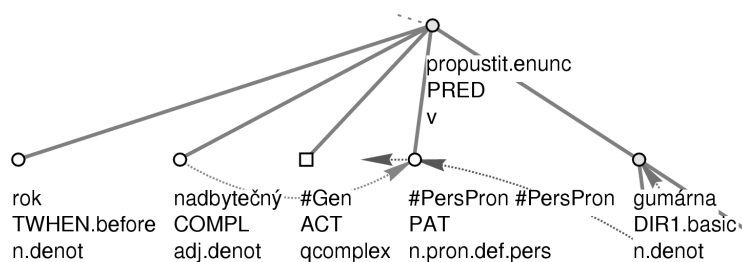 propustit.enunc
PRED
v
rok nadbytečný #Gen #PersPron #PersPron gumárna
TWHEN.before COMPL ACT PAT DIR1.basic
n.denot adj.denot qcomplex n.pron.def.pers n.denot